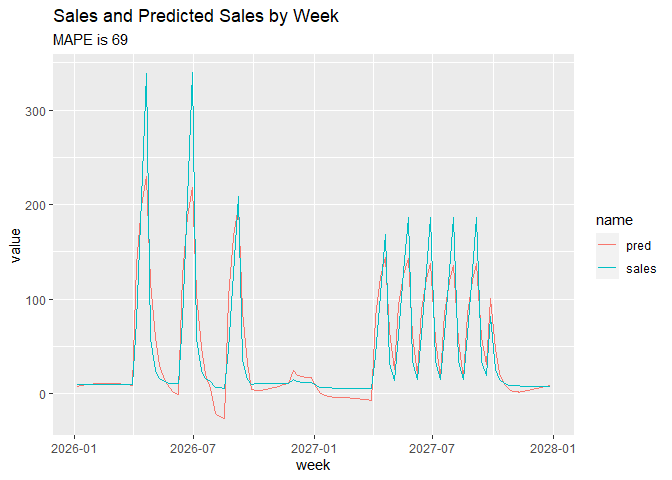 Sales and Predicted Sales by Week
MAPE is 69
300
200
100
0
value
2026-01
2026-07
2027-01
2027-07
2028-01
week
name
pred
sales